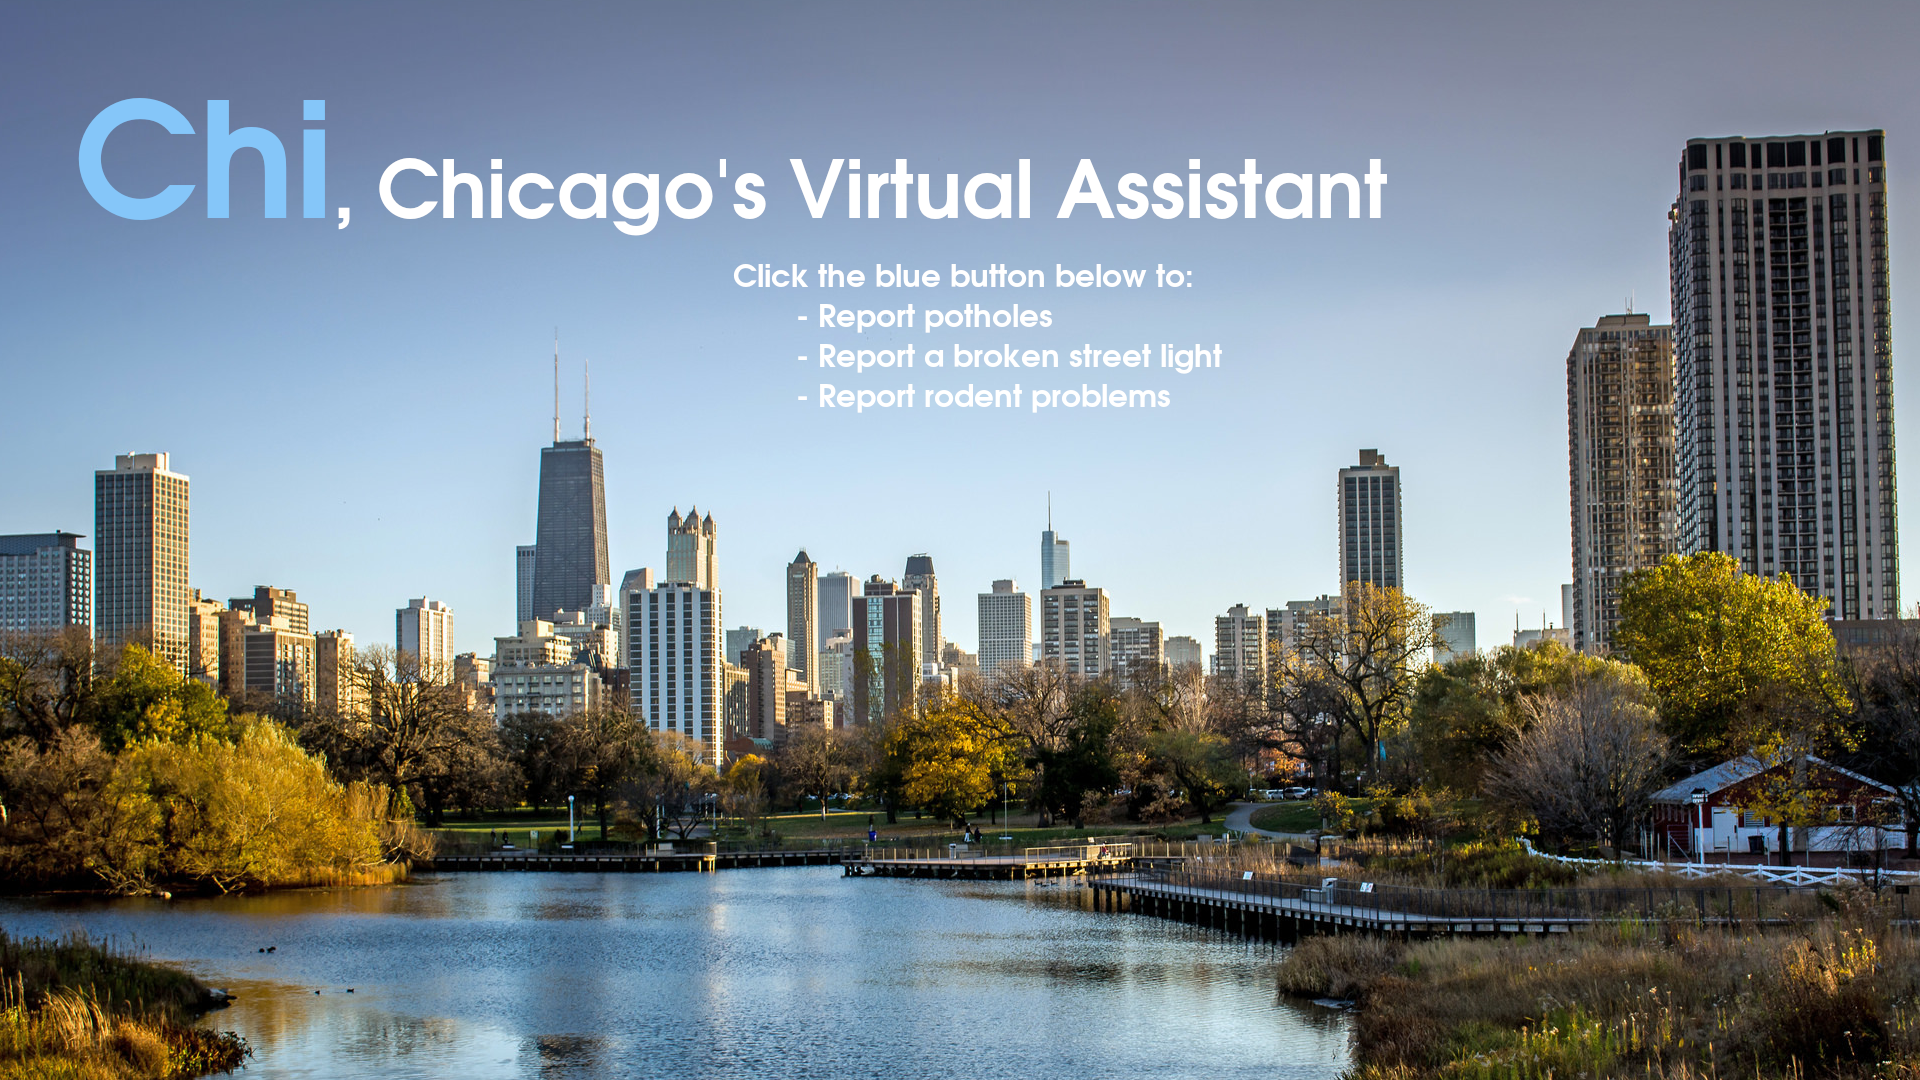 Chi, Chicago's Virtual Assistant
Click the blue button below to:
- Report potholes
- Report a broken street light
- Report rodent problems